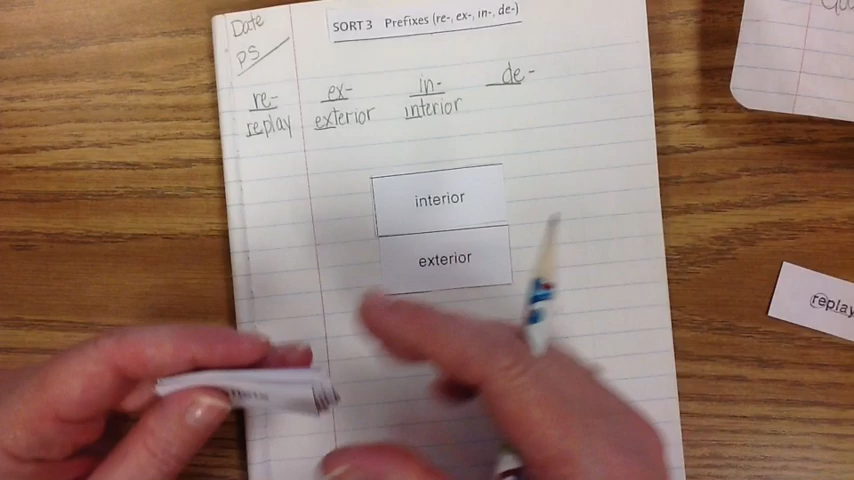 Date
PS
SORT 3 Prefixes (re-, ex-, in-, de-)
re- ex- in- de-
replay exterior interior
interior
exterior
replay